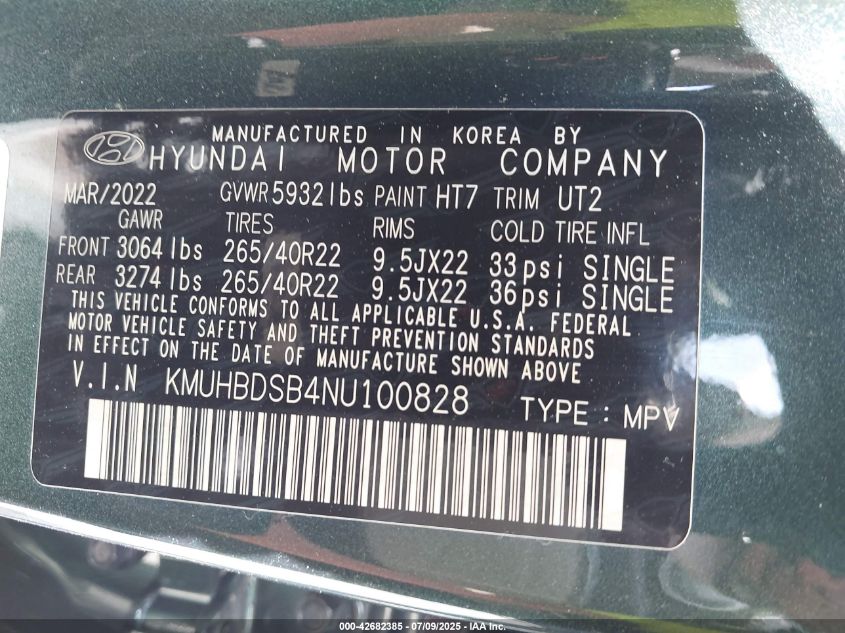 MANUFACTURED IN KOREA BY
HYUNDAI MOTOR COMPANY
MAR/2022 GVWR 5932 lbs PAINT HT7 TRIM UT2
GAWR TIRES RIMS COLD TIRE INFL
FRONT 3064 lbs 265/40R22 9.5JX22 33psi SINGLE
REAR 3274 lbs 265/40R22 9.5JX22 36psi SINGLE
THIS VEHICLE CONFORMS TO ALL APPLICABLE U.S.A. FEDERAL
MOTOR VEHICLE SAFETY AND THEFT PREVENTION STANDARDS
IN EFFECT ON THE DATE OF MANUFACTURE SHOWN ABOVE
V.I.N KMUHBDSB4NU100828 TYPE : MPV
000-42682385 - 07/09/2025 - IAA Inc.